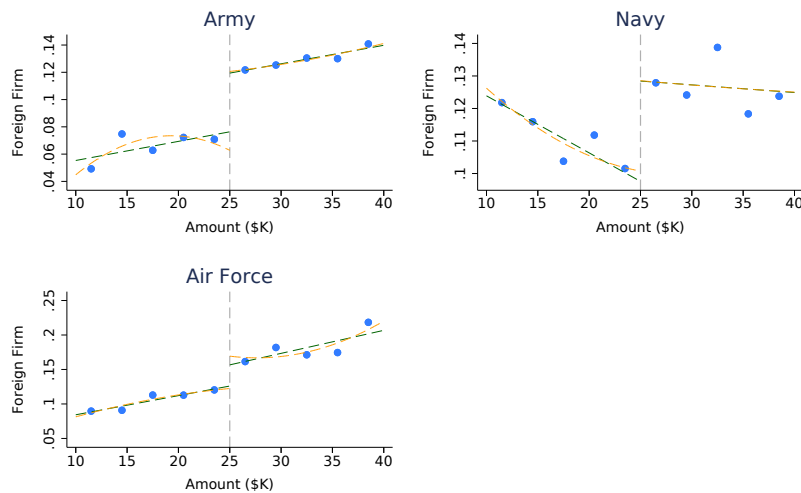 Army
Foreign Firm
.14
.12
.1
.08
.06
.04
10 15 20 25 30 35 40
Amount ($K)
Navy
Foreign Firm
.14
.13
.12
.11
.1
10 15 20 25 30 35 40
Amount ($K)
Air Force
Foreign Firm
.25
.2
.15
.1
.05
10 15 20 25 30 35 40
Amount ($K)